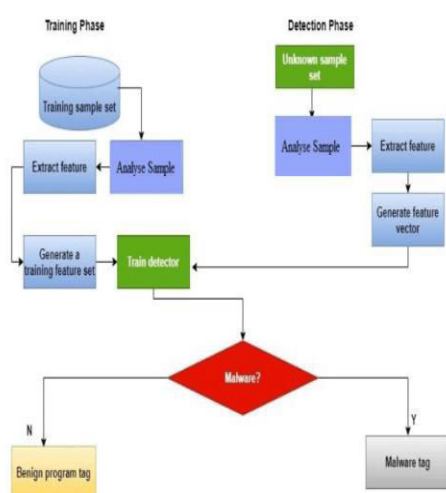 Training Phase
Detection Phase
Training sample set
Unknown sample
set
Extract feature
Analyse Sample
Analyse Sample
Extract feature
Generate feature
vector
Generate a
training feature set
Train detector
Malware?
N
Y
Benign program tag
Malware tag